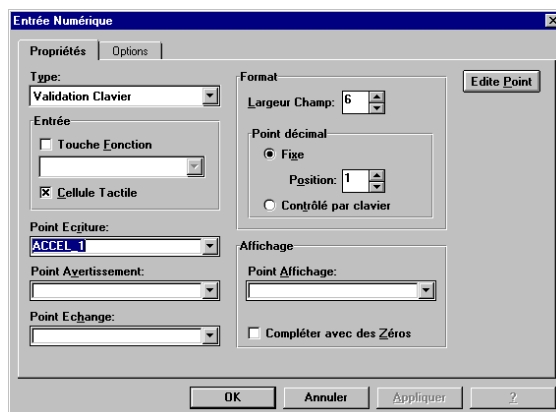 Entrée Numérique
Propriétés
Options
Type:
Validation Clavier
Entrée
Touche Fonction
Cellule Tactile
Point Ecriture:
ACCEL_1
Point Avertissement:
Point Echange:
Format
Largeur Champ: 6
Point décimal
Fixe
Position: 1
Contrôlé par clavier
Affichage
Point Affichage:
Compléter avec des Zéros
Edite Point
OK
Annuler
Appliquer
?